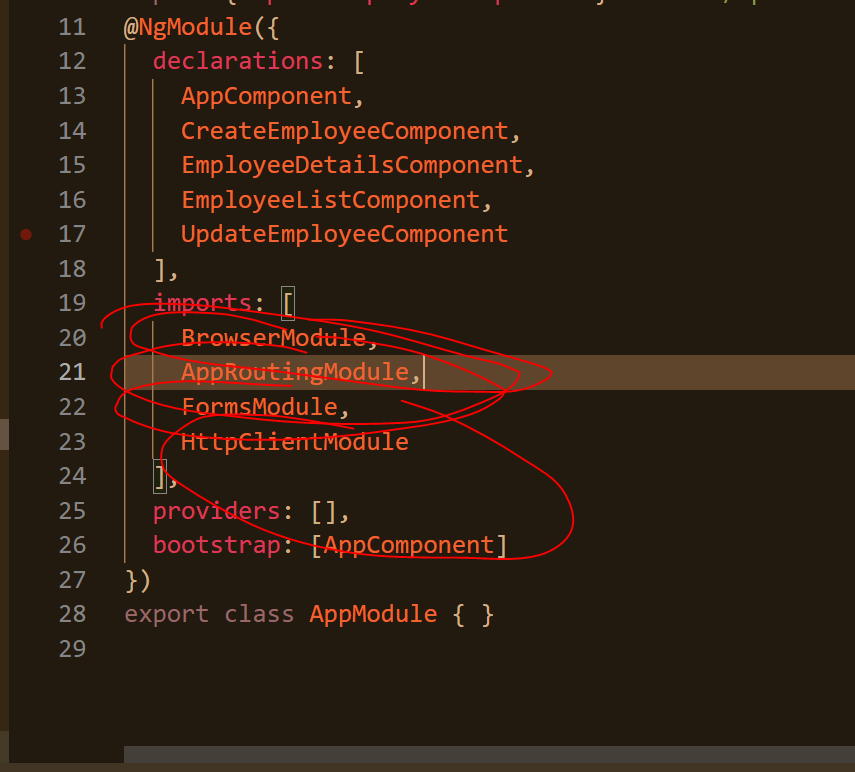 11 @NgModule({
12 declarations: [
13 AppComponent,
14 CreateEmployeeComponent,
15 EmployeeDetailsComponent,
16 EmployeeListComponent,
17 UpdateEmployeeComponent
18 ],
19 imports: [
20 BrowserModule,
21 AppRoutingModule,
22 FormsModule,
23 HttpClientModule
24 ],
25 providers: [],
26 bootstrap: [AppComponent]
27 })
28 export class AppModule { }
29